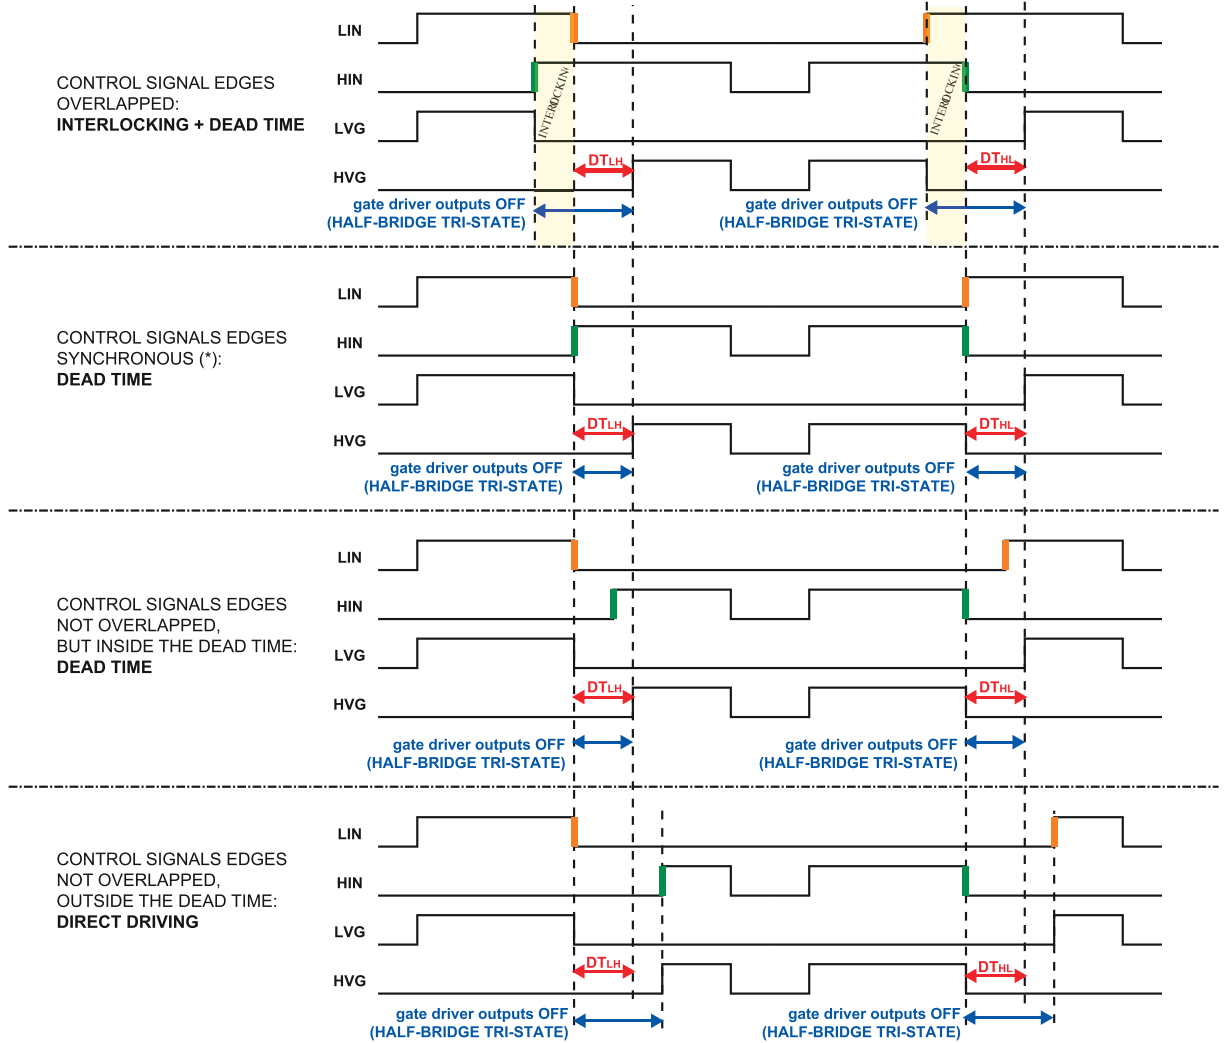 LIN
HIN
CONTROL SIGNAL EDGES
OVERLAPPED:
INTERLOCKING + DEAD TIME
INTERLOCKING
INTERLOCKING
LVG
DTLH
DTHL
HVG
gate driver outputs OFF
(HALF-BRIDGE TRI-STATE)
gate driver outputs OFF
(HALF-BRIDGE TRI-STATE)
LIN
CONTROL SIGNALS EDGES
SYNCHRONOUS (*):
DEAD TIME
HIN
LVG
DTLH
DTHL
HVG
gate driver outputs OFF
(HALF-BRIDGE TRI-STATE)
gate driver outputs OFF
(HALF-BRIDGE TRI-STATE)
LIN
CONTROL SIGNALS EDGES
NOT OVERLAPPED,
BUT INSIDE THE DEAD TIME:
DEAD TIME
HIN
LVG
DTLH
DTHL
HVG
gate driver outputs OFF
(HALF-BRIDGE TRI-STATE)
gate driver outputs OFF
(HALF-BRIDGE TRI-STATE)
LIN
CONTROL SIGNALS EDGES
NOT OVERLAPPED,
OUTSIDE THE DEAD TIME:
DIRECT DRIVING
HIN
LVG
DTLH
DTHL
HVG
gate driver outputs OFF
(HALF-BRIDGE TRI-STATE)
gate driver outputs OFF
(HALF-BRIDGE TRI-STATE)